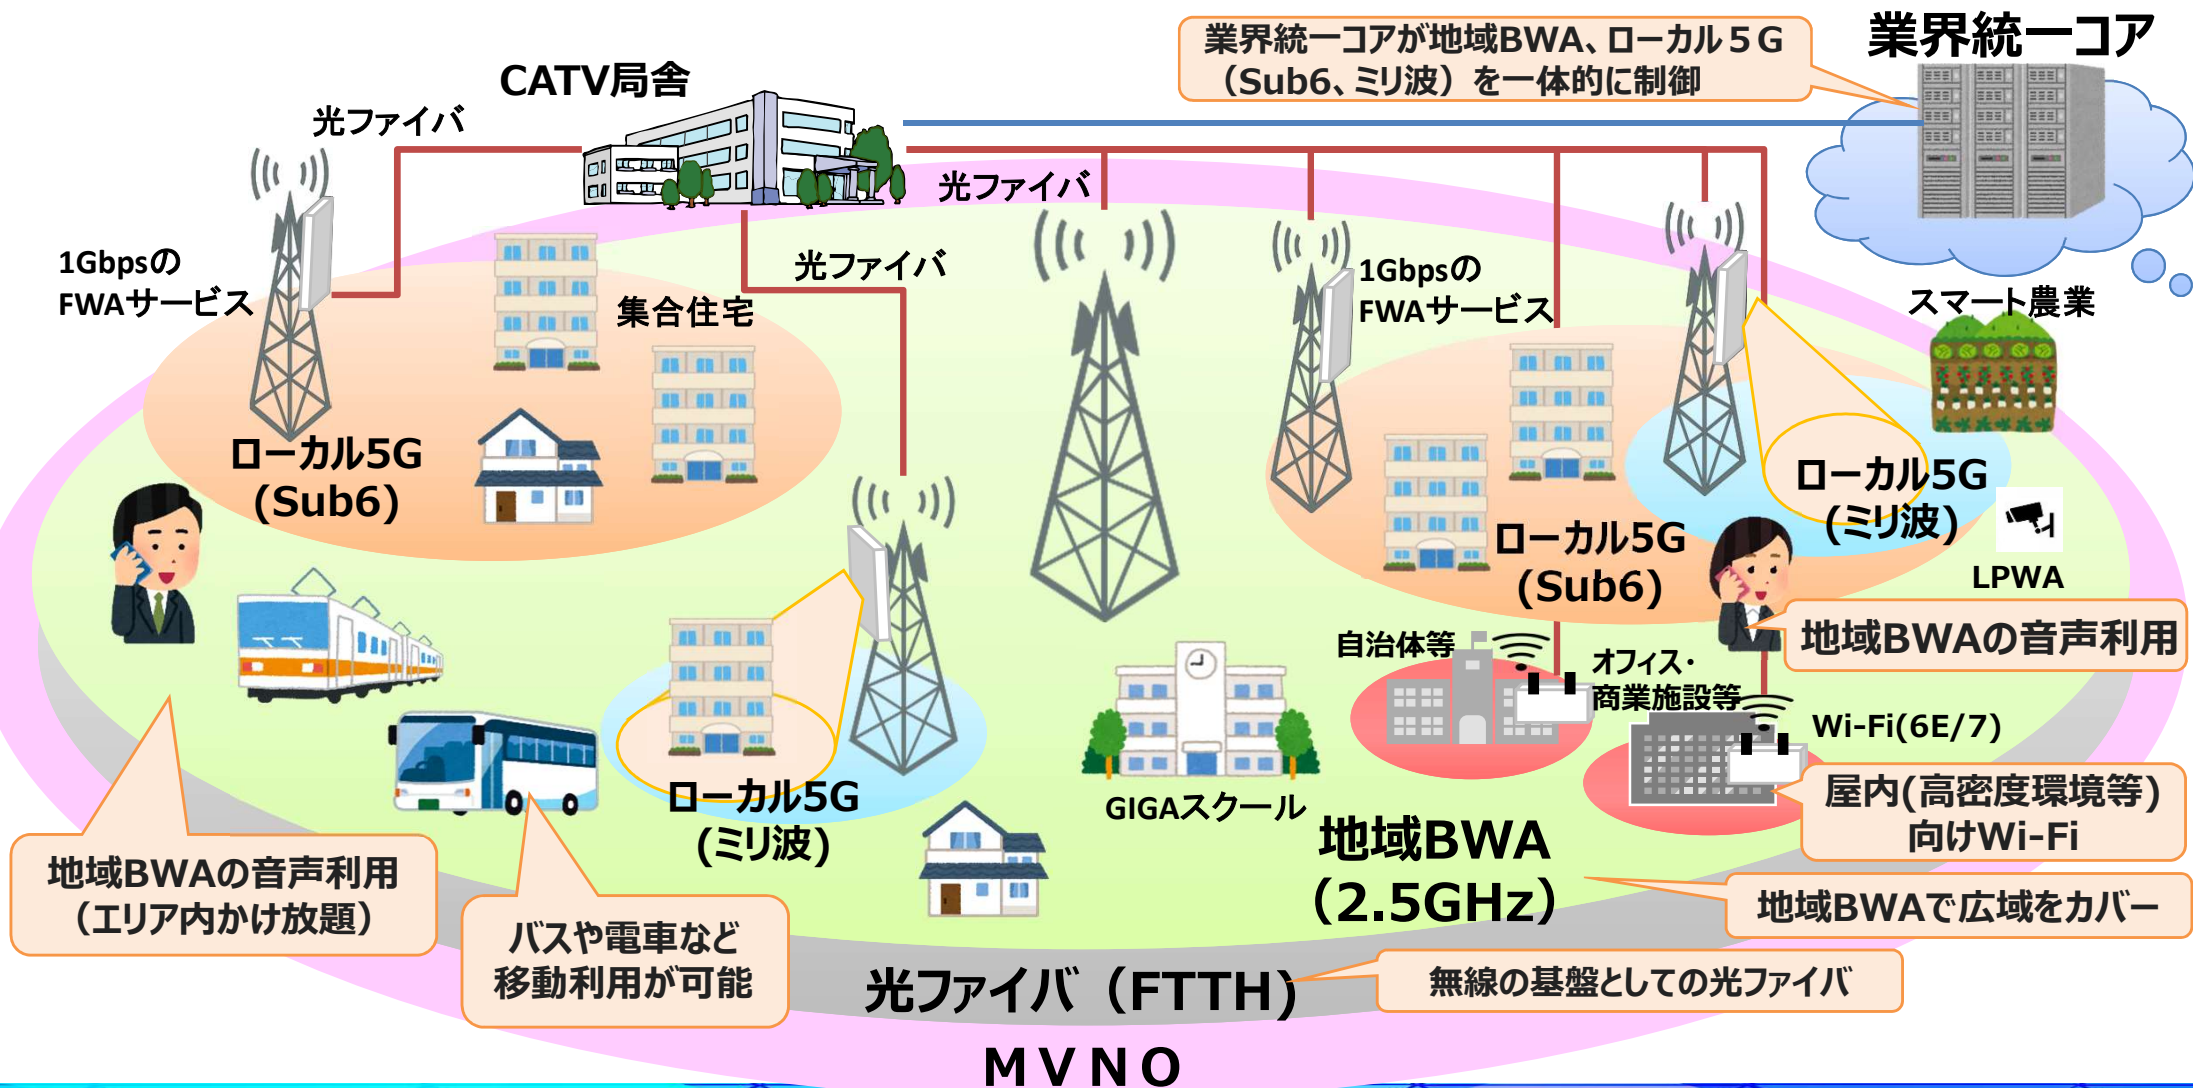 業界統一コアが地域BWA、ローカル５G
（Sub6、ミリ波）を一体的に制御
業界統一コア
CATV局舎
光ファイバ
光ファイバ
光ファイバ
1Gbpsの
FWAサービス
集合住宅
1Gbpsの
FWAサービス
スマート農業
ローカル5G
(Sub6)
ローカル5G
(ミリ波)
ローカル5G
(Sub6)
LPWA
地域BWAの音声利用
自治体等
オフィス・
商業施設等
Wi-Fi(6E/7)
屋内(高密度環境等)
向けWi-Fi
ローカル5G
(ミリ波)
GIGAスクール
地域BWA
（2.5GHz）
地域BWAの音声利用
（エリア内かけ放題）
バスや電車など
移動利用が可能
地域BWAで広域をカバー
光ファイバ（FTTH)
無線の基盤としての光ファイバ
ＭＶＮＯ